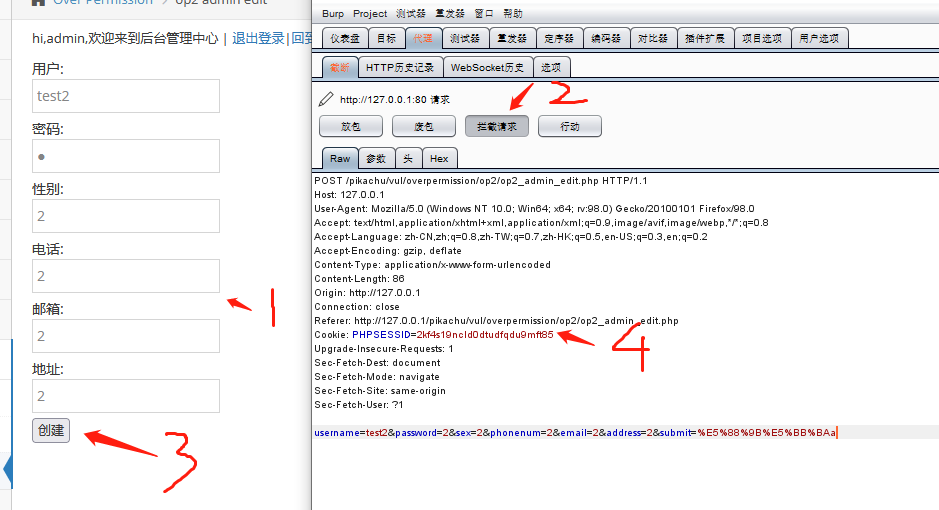 Over Permission > op2 admin edit
hi,admin,欢迎来到后台管理中心 | 退出登录|回到
用户:
test2
密码:
●
性别:
2
电话:
2
邮箱:
2
地址:
2
创建
1
3
Burp Project 测试器 重发器 窗口 帮助
仪表盘 目标 代理 测试器 重发器 定序器 编码器 对比器 插件扩展 项目选项 用户选项
截断 HTTP历史记录 WebSocket历史 选项
http://127.0.0.1:80 请求
2
放包 废包 拦截请求 行动
Raw 参数 头 Hex
POST /pikachu/vul/overpermission/op2/op2_admin_edit.php HTTP/1.1
Host: 127.0.0.1
User-Agent: Mozilla/5.0 (Windows NT 10.0; Win64; x64; rv:98.0) Gecko/20100101 Firefox/98.0
Accept: text/html,application/xhtml+xml,application/xml;q=0.9,image/avif,image/webp,*/*;q=0.8
Accept-Language: zh-CN,zh;q=0.8,zh-TW;q=0.7,zh-HK;q=0.5,en-US;q=0.3,en;q=0.2
Accept-Encoding: gzip, deflate
Content-Type: application/x-www-form-urlencoded
Content-Length: 86
Origin: http://127.0.0.1
Connection: close
Referer: http://127.0.0.1/pikachu/vul/overpermission/op2/op2_admin_edit.php
Cookie: PHPSESSID=2kf4s19ncld0dtudfqdu9mft85
4
Upgrade-Insecure-Requests: 1
Sec-Fetch-Dest: document
Sec-Fetch-Mode: navigate
Sec-Fetch-Site: same-origin
Sec-Fetch-User: ?1
username=test2&password=2&sex=2&phonenum=2&email=2&address=2&submit=%E5%88%9B%E5%BB%BAa